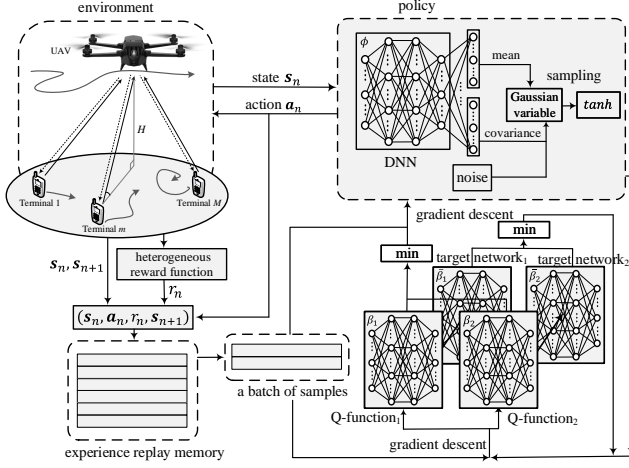 environment
policy
UAV
ϕ
mean
sampling
state s_n
action a_n
Gaussian
variable
tanh
H
covariance
DNN
noise
Terminal 1
Terminal m
Terminal M
gradient descent
min
min
s_n, s_{n+1}
heterogeneous
reward function
target network_1
target network_2
β̄_1
β̄_2
r_n
(s_n, a_n, r_n, s_{n+1})
β_1
β_2
a batch of samples
Q-function_1
Q-function_2
gradient descent
experience replay memory